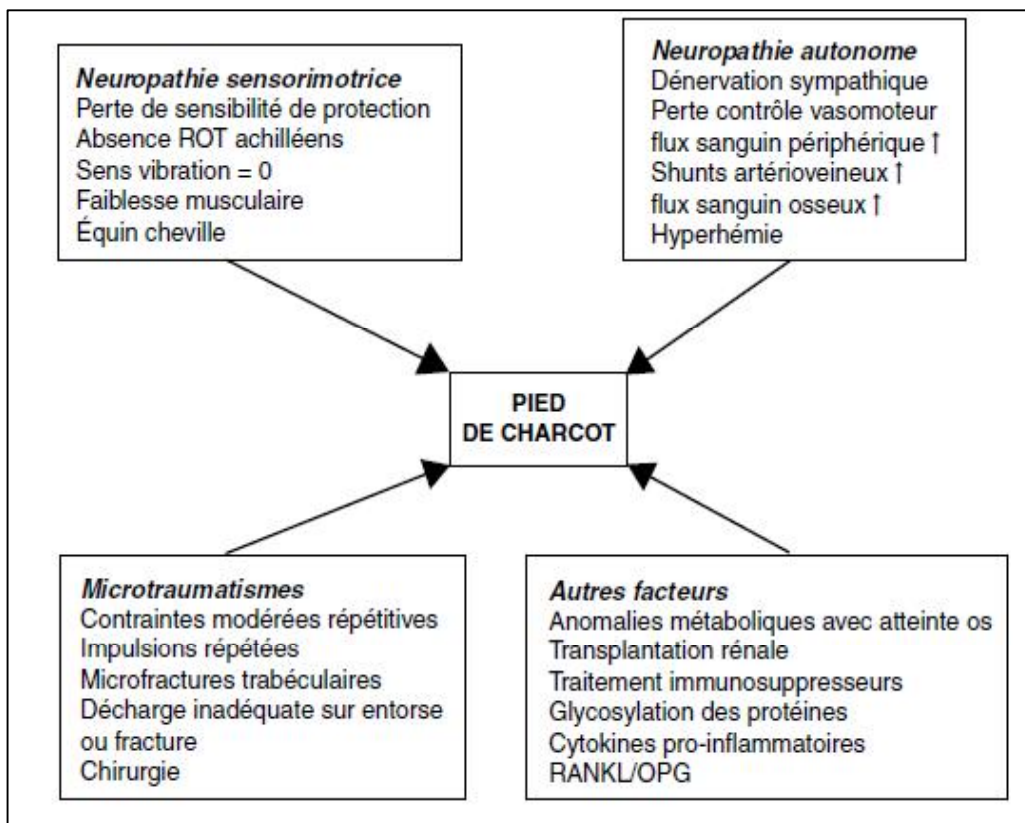 Neuropathie sensorimotrice
Perte de sensibilité de protection
Absence ROT achilléens
Sens vibration = 0
Faiblesse musculaire
Équin cheville
Neuropathie autonome
Dénervation sympathique
Perte contrôle vasomoteur
flux sanguin périphérique ↑
Shunts artérioveineux ↑
flux sanguin osseux ↑
Hyperhémie
PIED
DE CHARCOT
Microtraumatismes
Contraintes modérées répétitives
Impulsions répétées
Microfractures trabéculaires
Décharge inadéquate sur entorse
ou fracture
Chirurgie
Autres facteurs
Anomalies métaboliques avec atteinte os
Transplantation rénale
Traitement immunosuppresseurs
Glycosylation des protéines
Cytokines pro-inflammatoires
RANKL/OPG